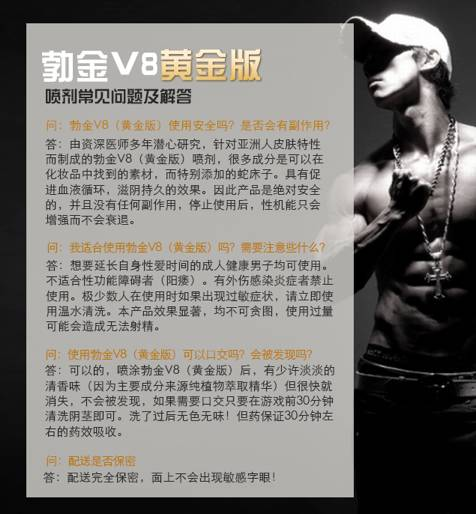 勃金V8黄金版
喷剂常见问题及解答
问：勃金V8（黄金版）使用安全吗？是否会有副作用？
答：由资深医师多年潜心研究，针对亚洲人皮肤特性
而制成的勃金V8（黄金版）喷剂，很多成分是可以在
化妆品中找到的素材，而特别添加的蛇床子。具有促
进血液循环，滋阴持久的效果。因此产品是绝对安全
的，并且没有任何副作用，停止使用后，性机能只会
增强而不会衰退。
问：我适合使用勃金V8（黄金版）吗？需要注意些什么？
答：想要延长自身性爱时间的成人健康男子均可使用。
不适合性功能障碍者（阳痿）。有外伤感染炎症者禁止
使用。极少数人在使用时如果出现过敏症状，请立即使
用温水清洗。本产品效果显著，均不可贪图，使用过量
可能会造成无法射精。
问：使用勃金V8（黄金版）可以口交吗？会被发现吗？
答：可以的，喷涂勃金V8（黄金版）后，有少许淡淡的
清香味（因为主要成分来源纯植物萃取精华）但很快就
消失，不会被发现，如果需要口交只要在游戏前30分钟
清洗阴茎即可。洗了过后无色无味！但药保证30分钟左
右的药效吸收。
问：配送是否保密
答：配送完全保密，面上不会出现敏感字眼！